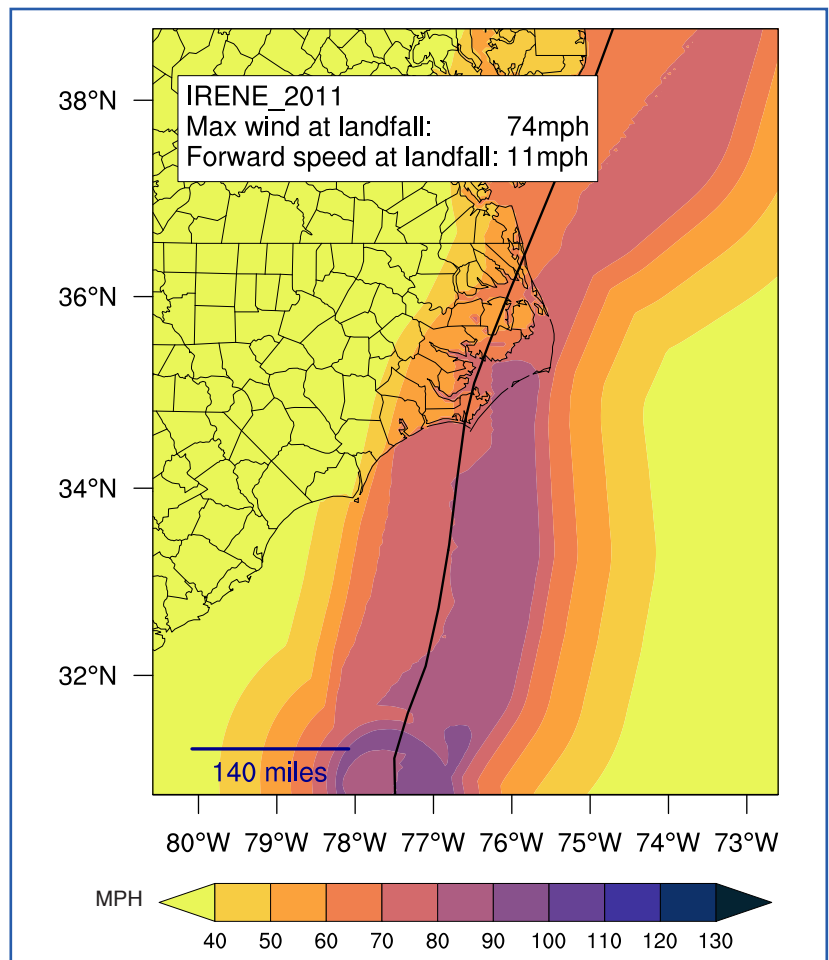 38°N
IRENE_2011
Max wind at landfall: 74mph
Forward speed at landfall: 11mph
36°N
34°N
32°N
140 miles
80°W 79°W 78°W 77°W 76°W 75°W 74°W 73°W
MPH
40 50 60 70 80 90 100 110 120 130